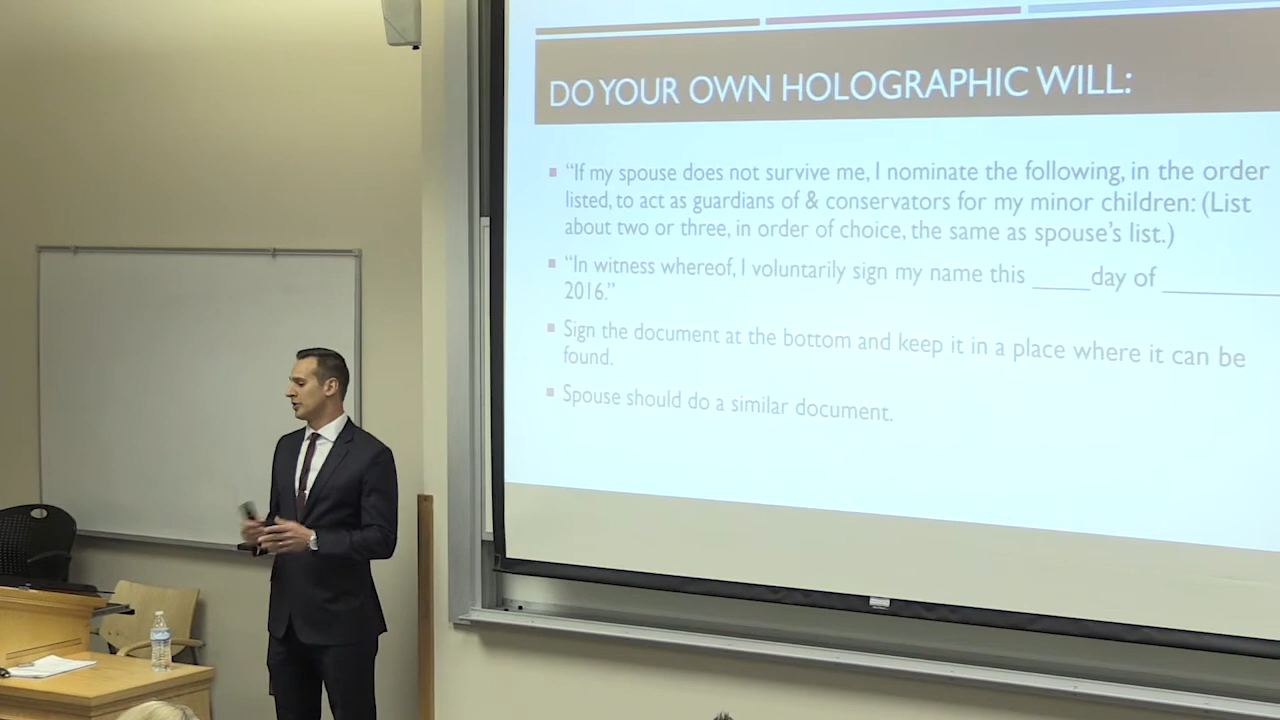 DO YOUR OWN HOLOGRAPHIC WILL:
"If my spouse does not survive me, I nominate the following, in the order
listed, to act as guardians of & conservators for my minor children: (List
about two or three, in order of choice, the same as spouse's list.)
"In witness whereof, I voluntarily sign my name this _____day of __________
2016."
Sign the document at the bottom and keep it in a place where it can be
found.
Spouse should do a similar document.